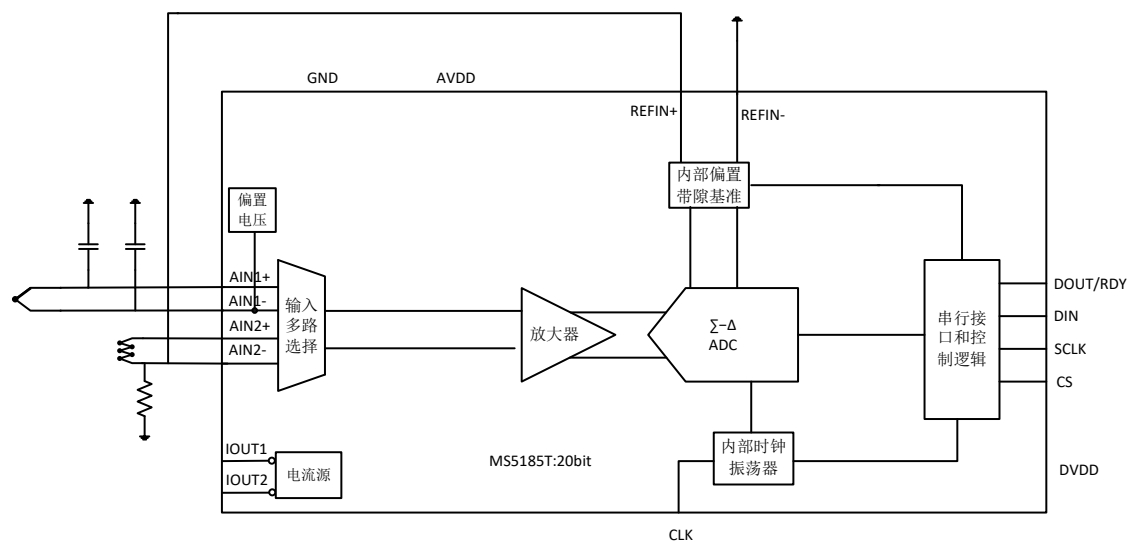 GND
AVDD
REFIN+
REFIN-
内部偏置
带隙基准
偏置
电压
AIN1+
AIN1-
AIN2+
AIN2-
输入
多路
选择
放大器
∑-Δ
ADC
串行接
口和控
制逻辑
DOUT/RDY
DIN
SCLK
CS
IOUT1
IOUT2
电流源
MS5185T:20bit
内部时钟
振荡器
DVDD
CLK